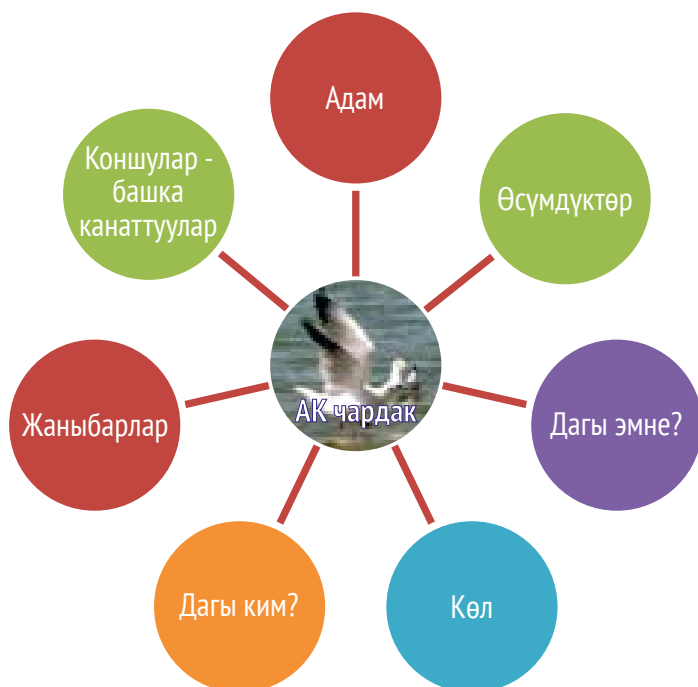 Адам
Коншулар -
башка
канаттуулар
Өсүмдүктөр
АК чардак
Жаныбарлар
Дагы эмне?
Дагы ким?
Көл